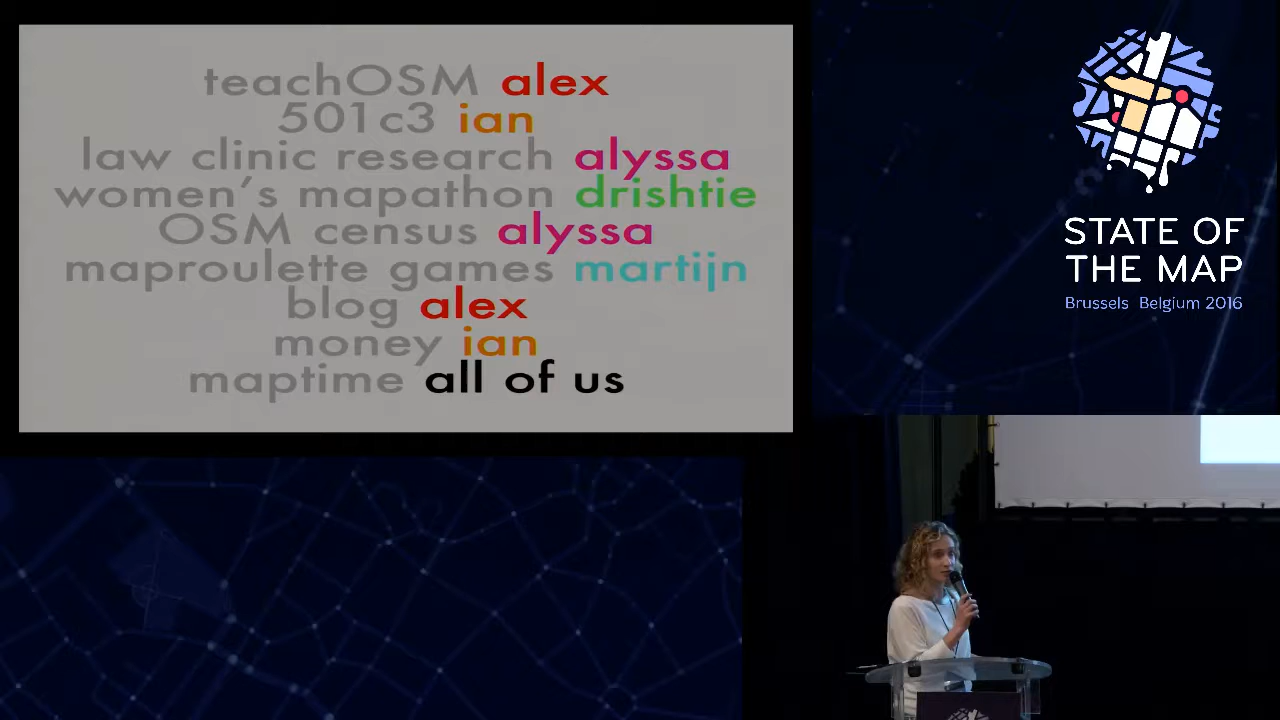 teachOSM alex
501c3 ian
law clinic research alyssa
women's mapathon drishtie
OSM census alyssa
maproulette games martijn
blog alex
money ian
maptime all of us
STATE OF
THE MAP
Brussels Belgium 2016